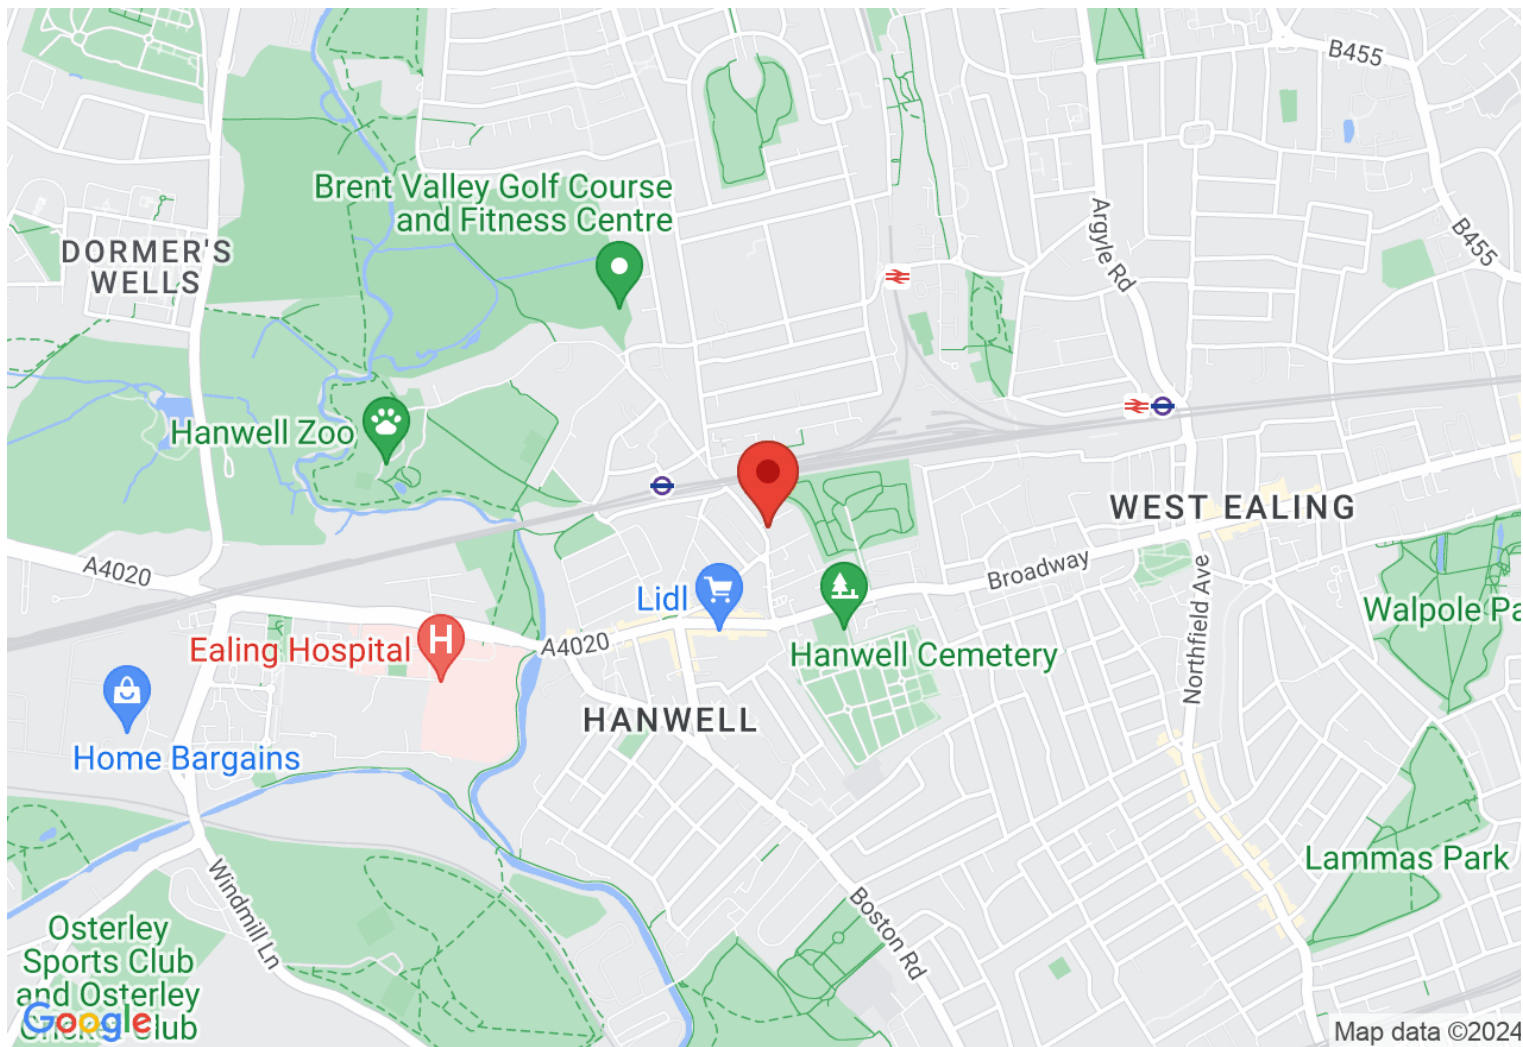 B455
Brent Valley Golf Course
and Fitness Centre
Argyle Rd
B455
DORMER'S
WELLS
Hanwell Zoo
WEST EALING
A4020
Broadway
Northfield Ave
Lidl
Walpole Pa
A4020
Ealing Hospital
H
Hanwell Cemetery
HANWELL
Home Bargains
Lammas Park
Windmill Ln
Boston Rd
Osterley
Sports Club
and Osterley
Cricket Club
Google
Map data ©2024